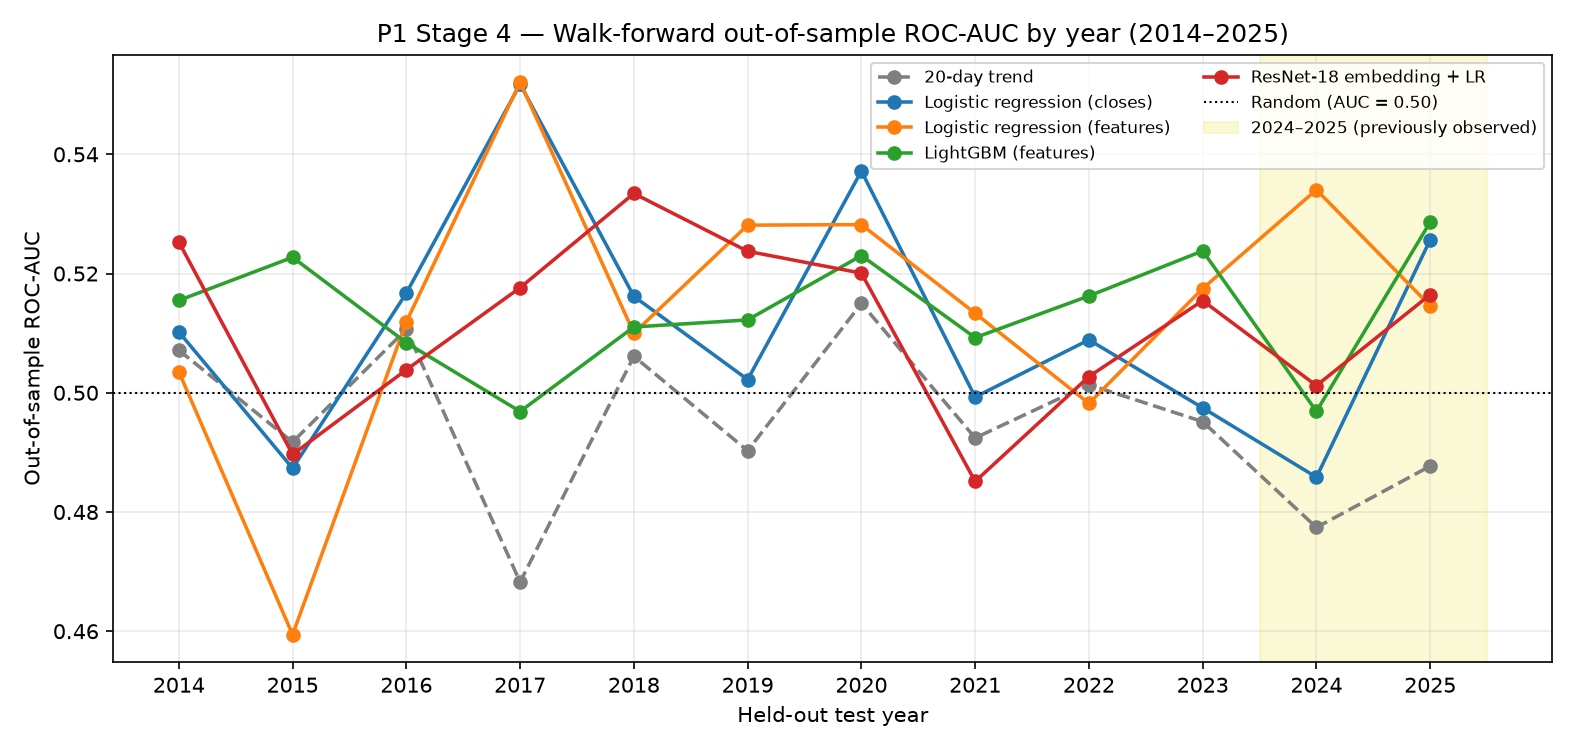 P1 Stage 4 — Walk-forward out-of-sample ROC-AUC by year (2014–2025)
20-day trend
Logistic regression (closes)
Logistic regression (features)
LightGBM (features)
ResNet-18 embedding + LR
Random (AUC = 0.50)
2024–2025 (previously observed)
Out-of-sample ROC-AUC
0.54
0.52
0.50
0.48
0.46
2014 2015 2016 2017 2018 2019 2020 2021 2022 2023 2024 2025
Held-out test year